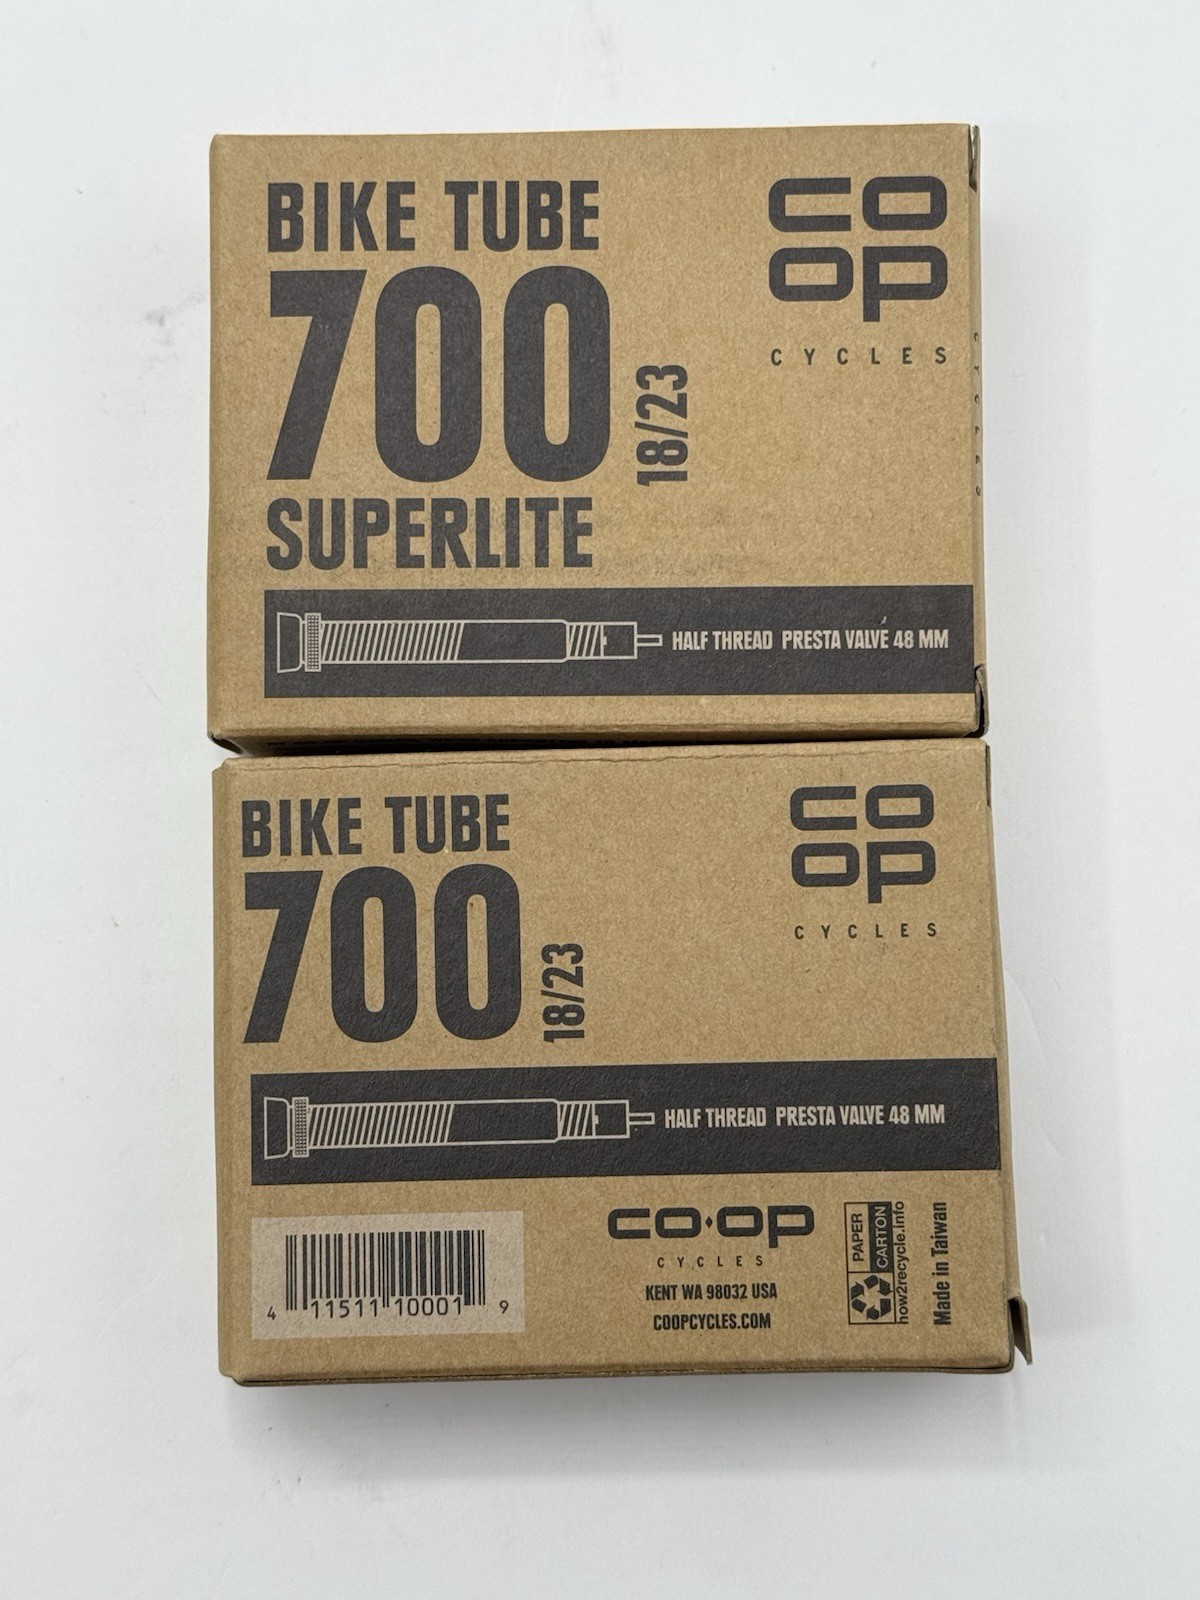 BIKE TUBE
700
18/23
SUPERLITE
CO
OP
CYCLES
CYCLES
HALF THREAD PRESTA VALVE 48 MM
BIKE TUBE
700
18/23
CO
OP
CYCLES
HALF THREAD PRESTA VALVE 48 MM
4 11511 10001 9
CO·OP
CYCLES
KENT WA 98032 USA
COOPCYCLES.COM
PAPER
CARTON
how2recycle.info
Made in Taiwan